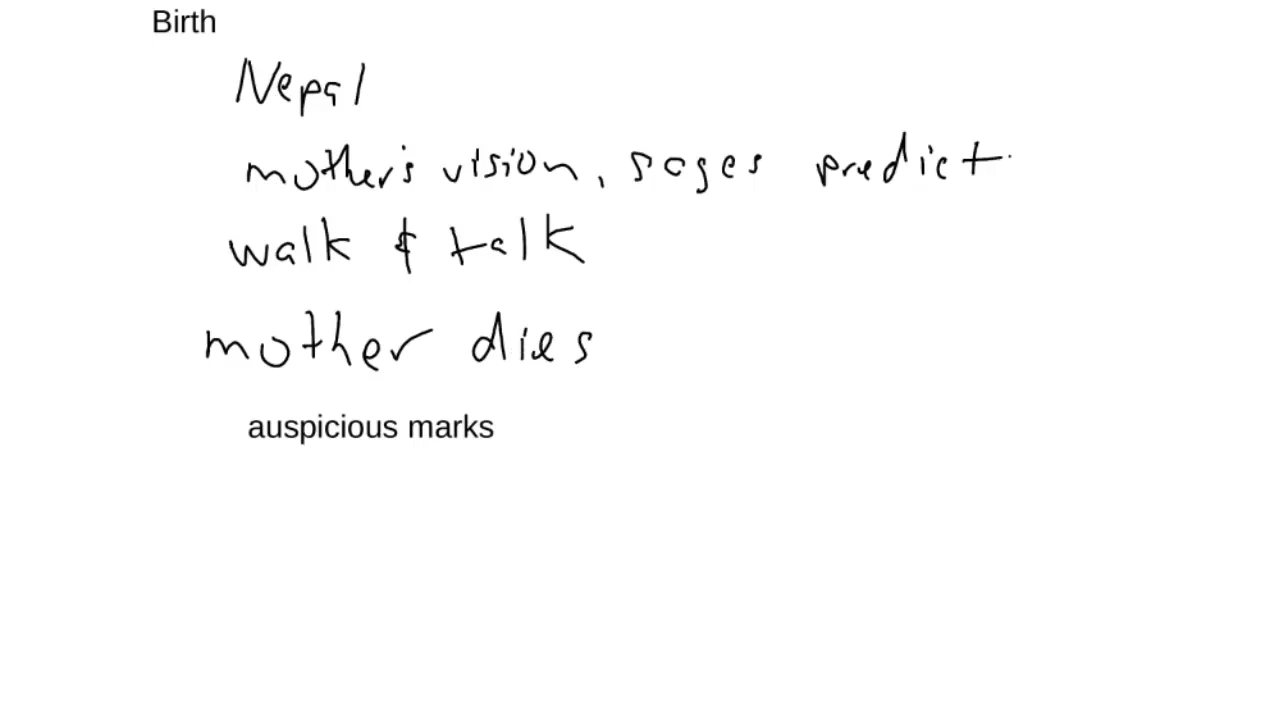 Birth
Nepal
mother's vision, sages predict
walk & talk
mother dies
auspicious marks